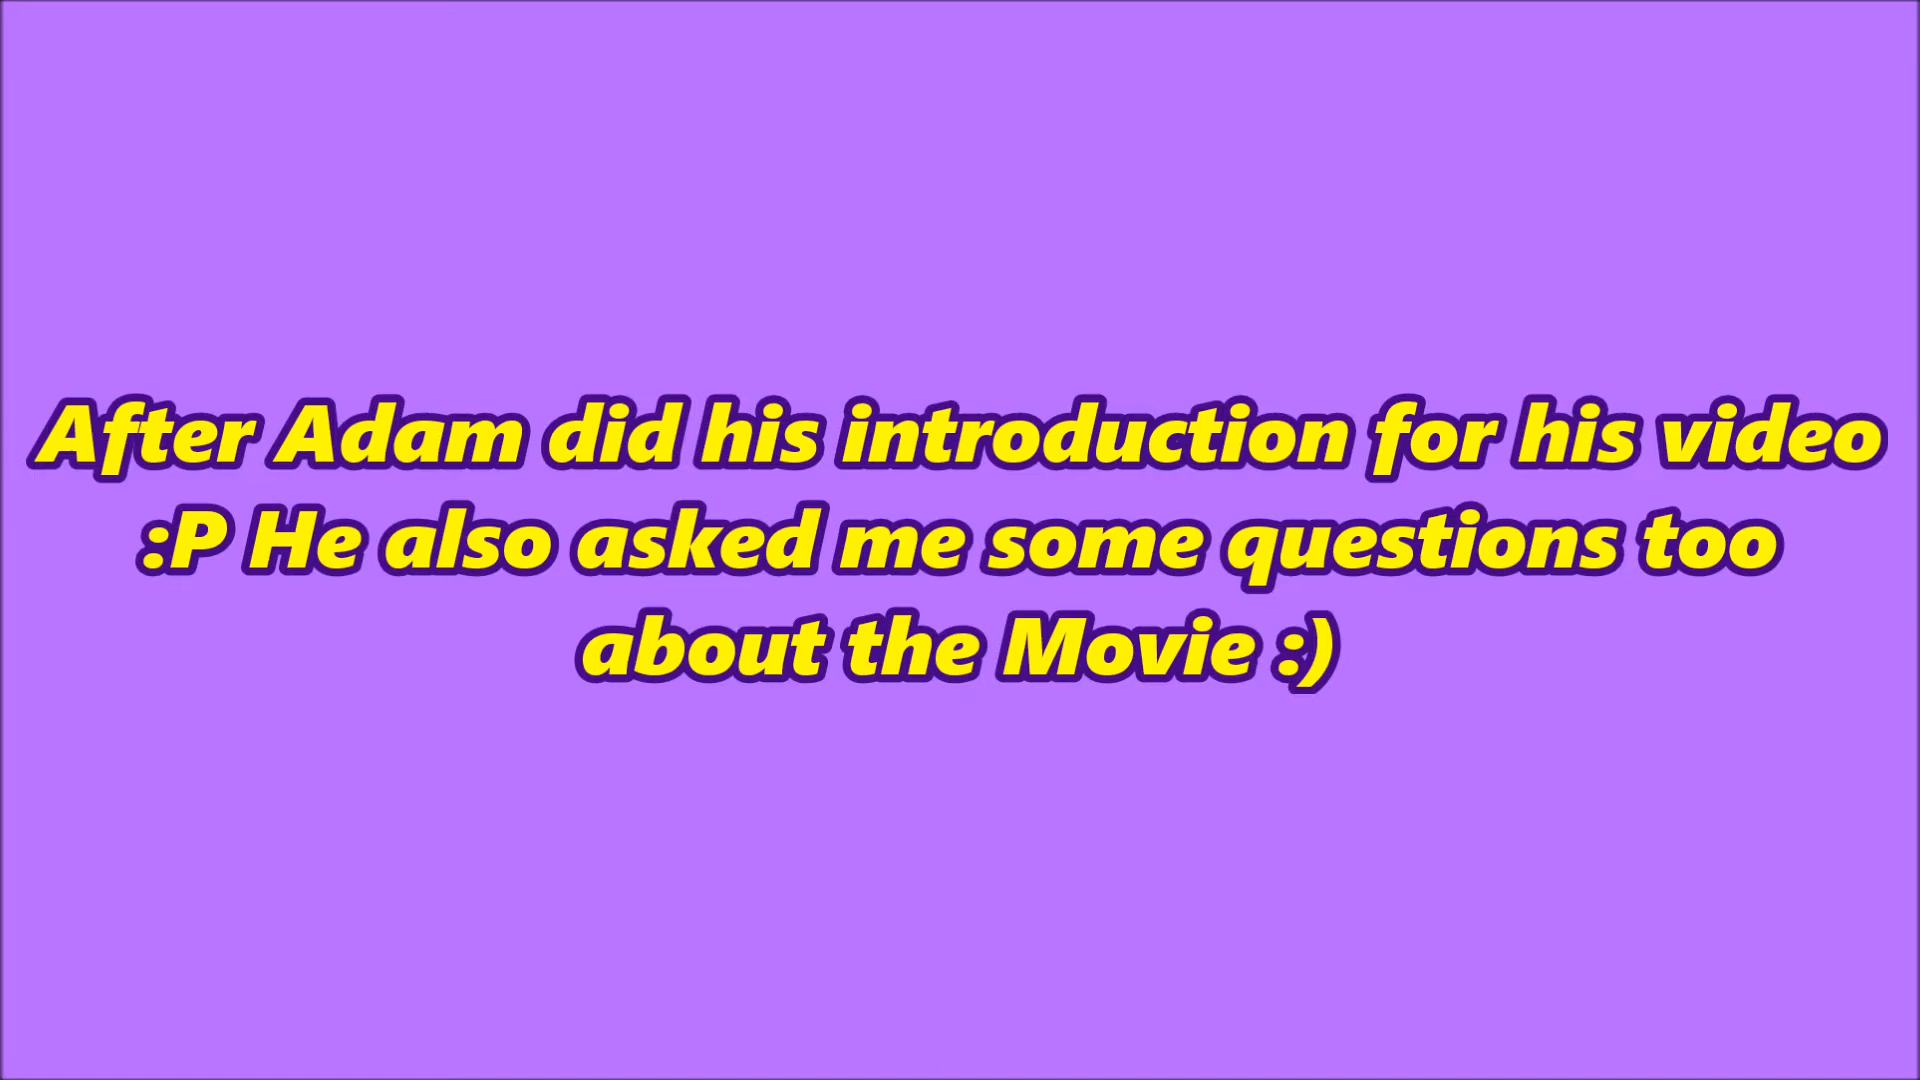 After Adam did his introduction for his video
:P He also asked me some questions too
about the Movie :)